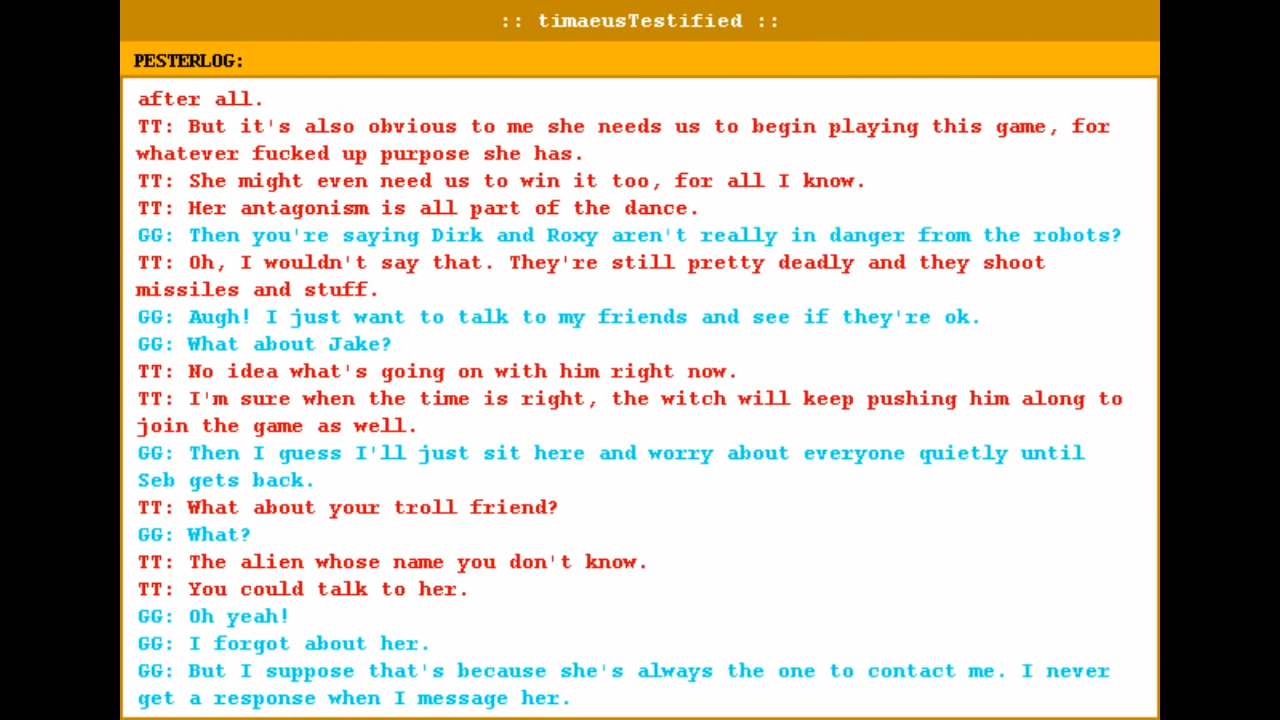 :: timaeusTestified ::
PESTERLOG:
after all.
TT: But it's also obvious to me she needs us to begin playing this game, for
whatever fucked up purpose she has.
TT: She might even need us to win it too, for all I know.
TT: Her antagonism is all part of the dance.
GG: Then you're saying Dirk and Roxy aren't really in danger from the robots?
TT: Oh, I wouldn't say that. They're still pretty deadly and they shoot
missiles and stuff.
GG: Augh! I just want to talk to my friends and see if they're ok.
GG: What about Jake?
TT: No idea what's going on with him right now.
TT: I'm sure when the time is right, the witch will keep pushing him along to
join the game as well.
GG: Then I guess I'll just sit here and worry about everyone quietly until
Seb gets back.
TT: What about your troll friend?
GG: What?
TT: The alien whose name you don't know.
TT: You could talk to her.
GG: Oh yeah!
GG: I forgot about her.
GG: But I suppose that's because she's always the one to contact me. I never
get a response when I message her.